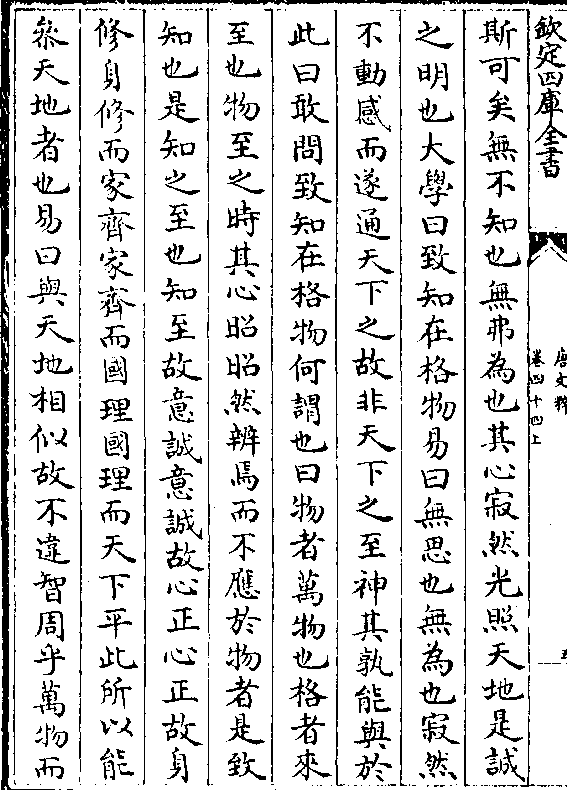 欽定四庫全書
唐文粹
卷四十四上
五
斯可矣無不知也無弗為也其心寂然光照天地是誠
之明也大學曰致知在格物易曰無思也無為也寂然
不動感而遂通天下之故非天下之至神其孰能與於
此曰敢問致知在格物何謂也曰物者萬物也格者來
至也物至之時其心昭昭然辨焉而不應於物者是致
知也是知之至也知至故意誠意誠故心正心正故身
修身修而家齊家齊而國理國理而天下平此所以能
叅天地者也易曰與天地相似故不違智周乎萬物而